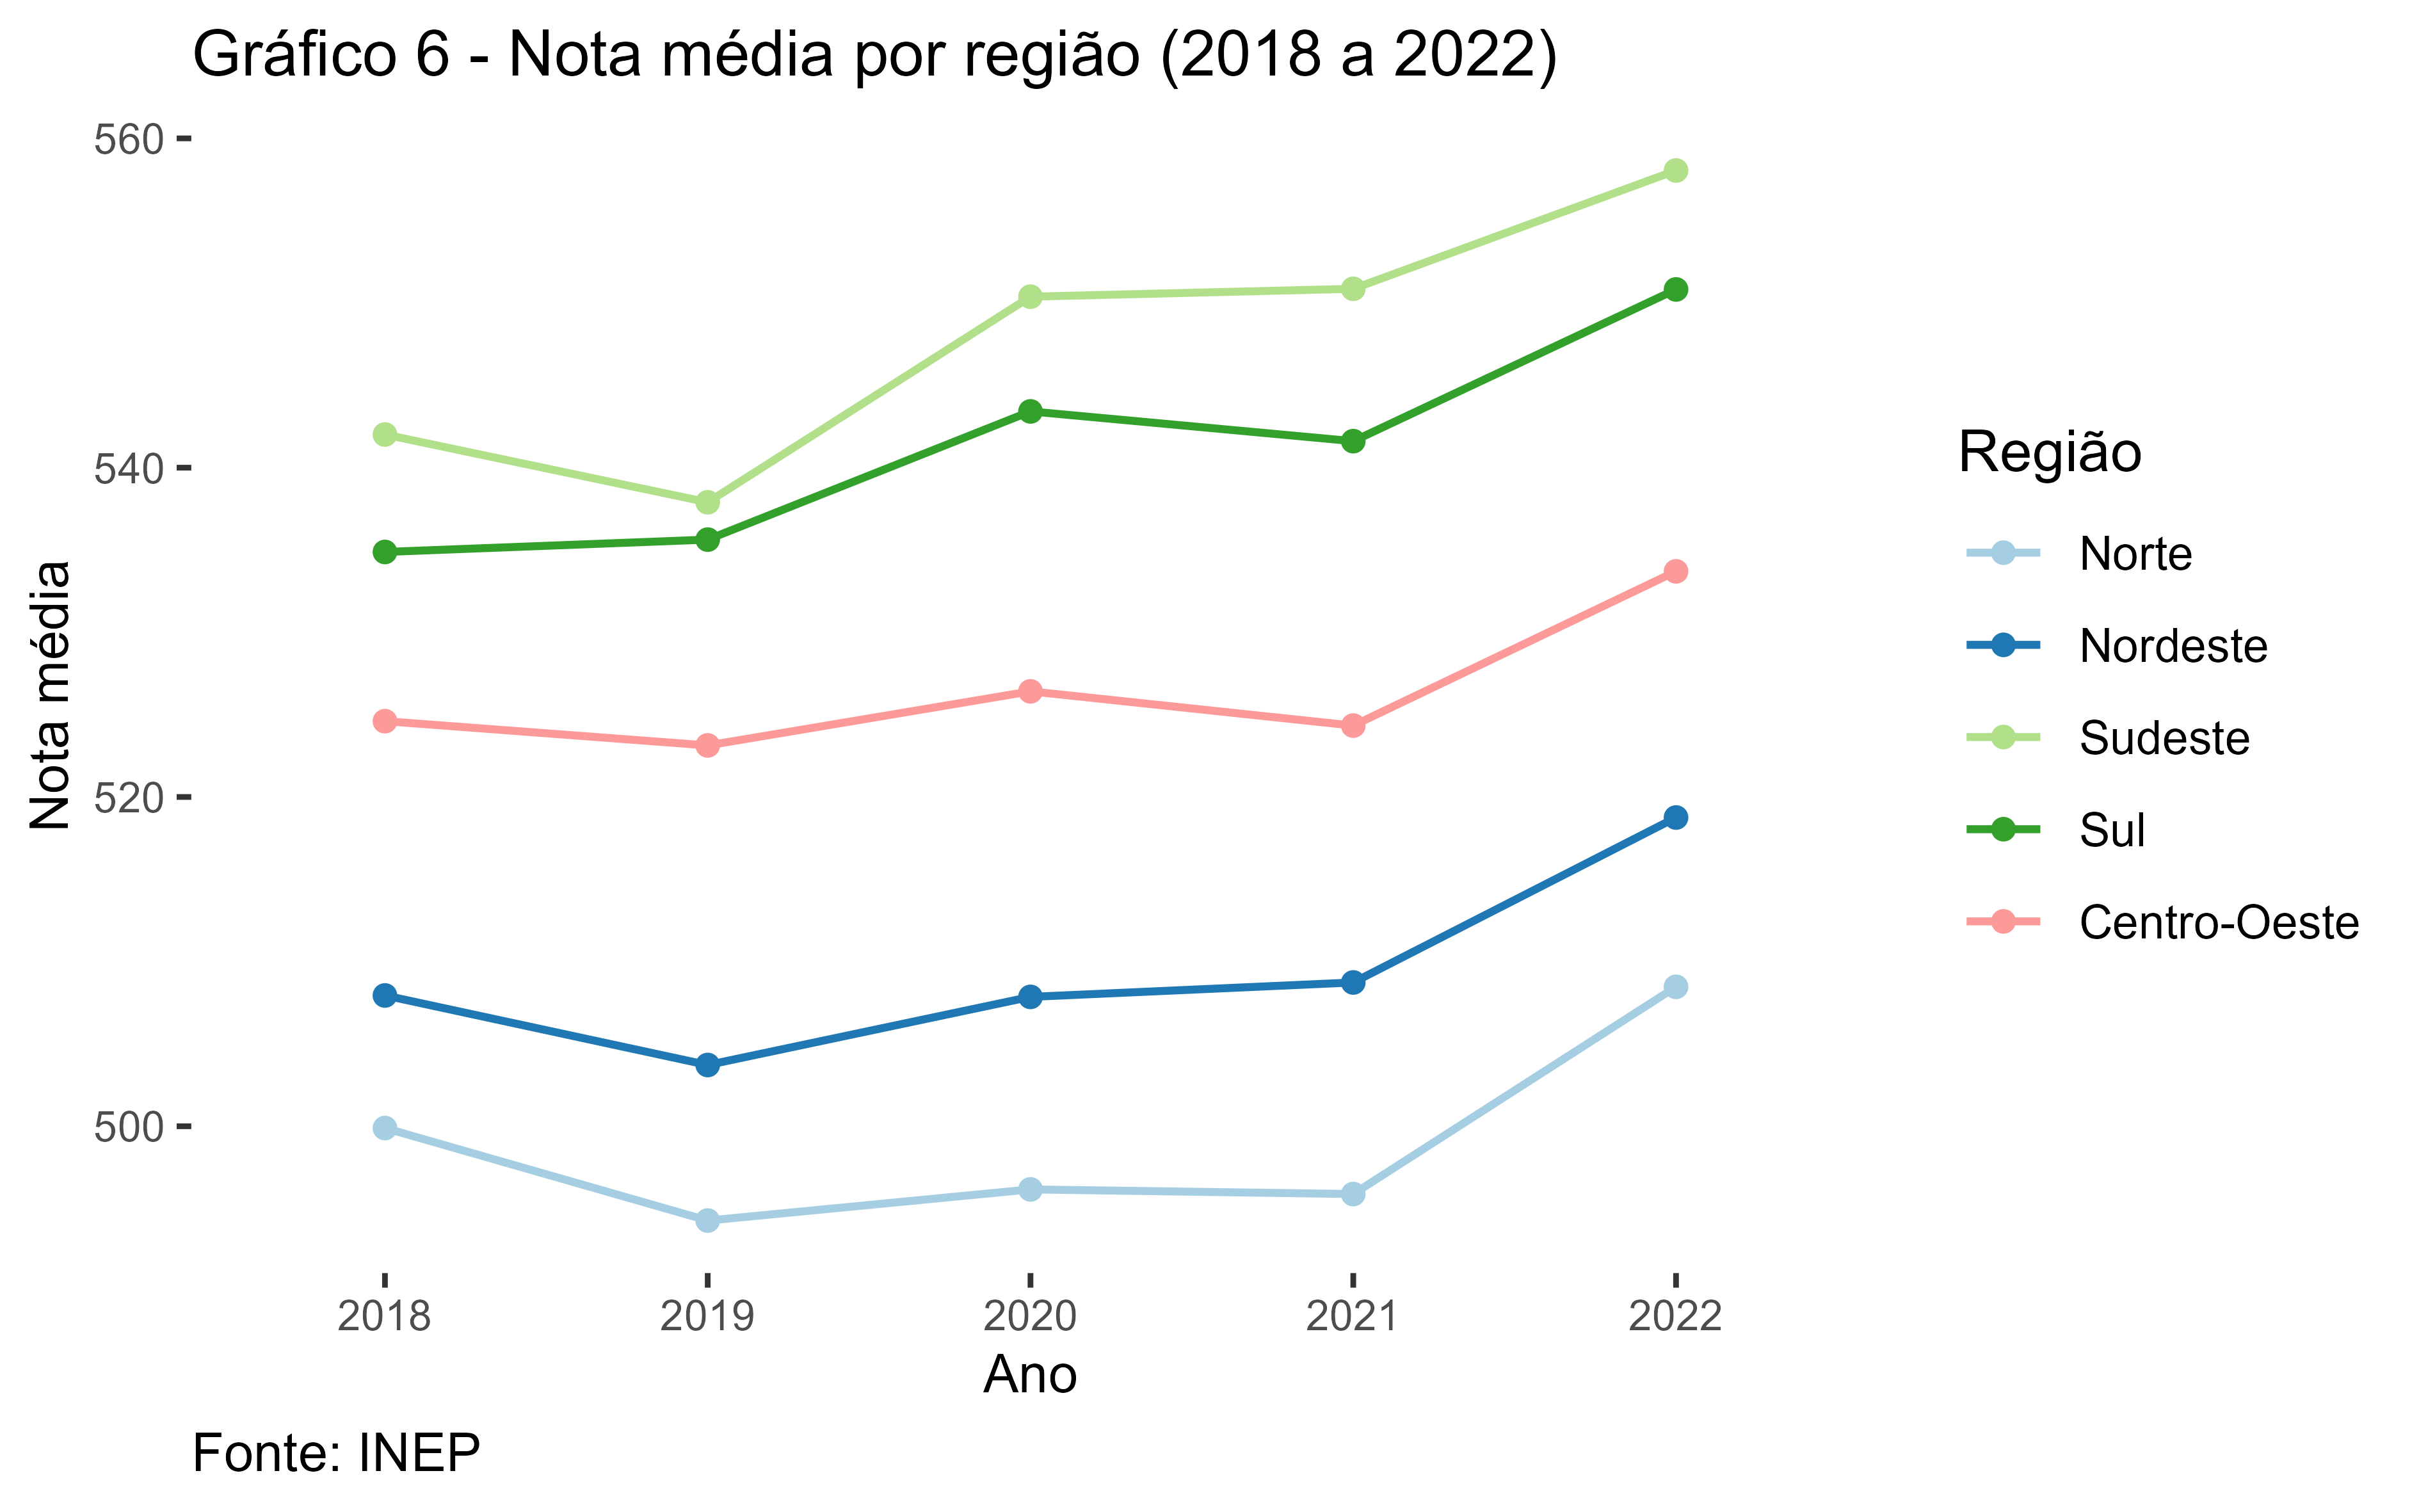 Gráfico 6 - Nota média por região (2018 a 2022)
560
540
520
500
Nota média
2018 2019 2020 2021 2022
Ano
Região
Norte
Nordeste
Sudeste
Sul
Centro-Oeste
Fonte: INEP